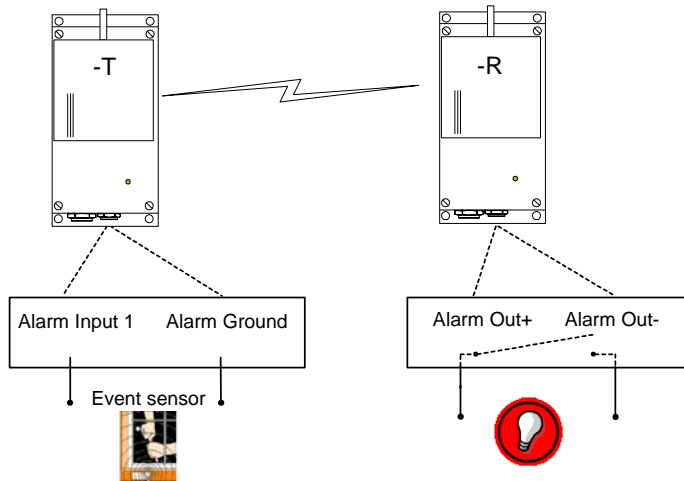 -T
-R
Alarm Input 1 Alarm Ground
Alarm Out+ Alarm Out-
Event sensor